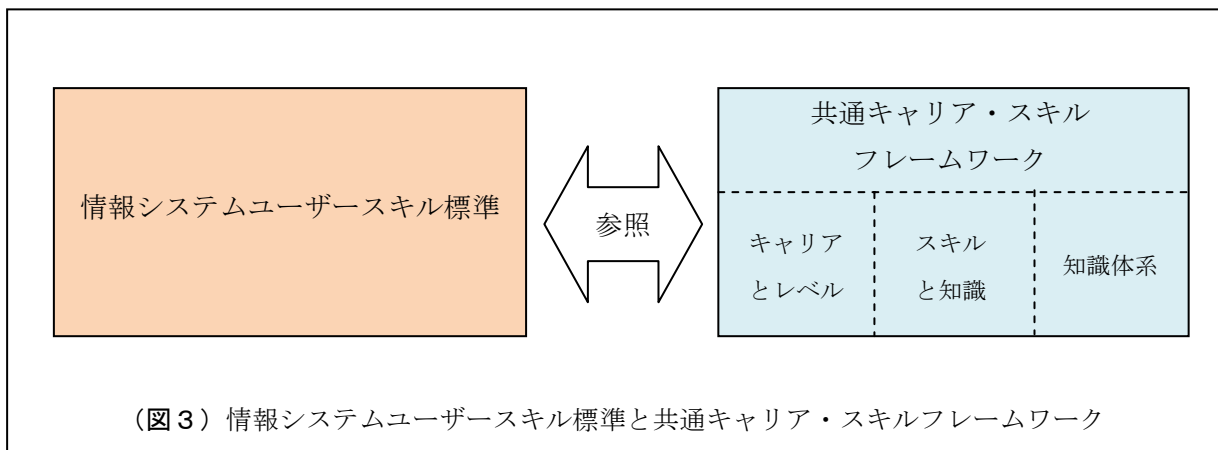 情報システムユーザースキル標準
参照
共通キャリア・スキル
フレームワーク
キャリア
とレベル
スキル
と知識
知識体系
（図３）情報システムユーザースキル標準と共通キャリア・スキルフレームワーク